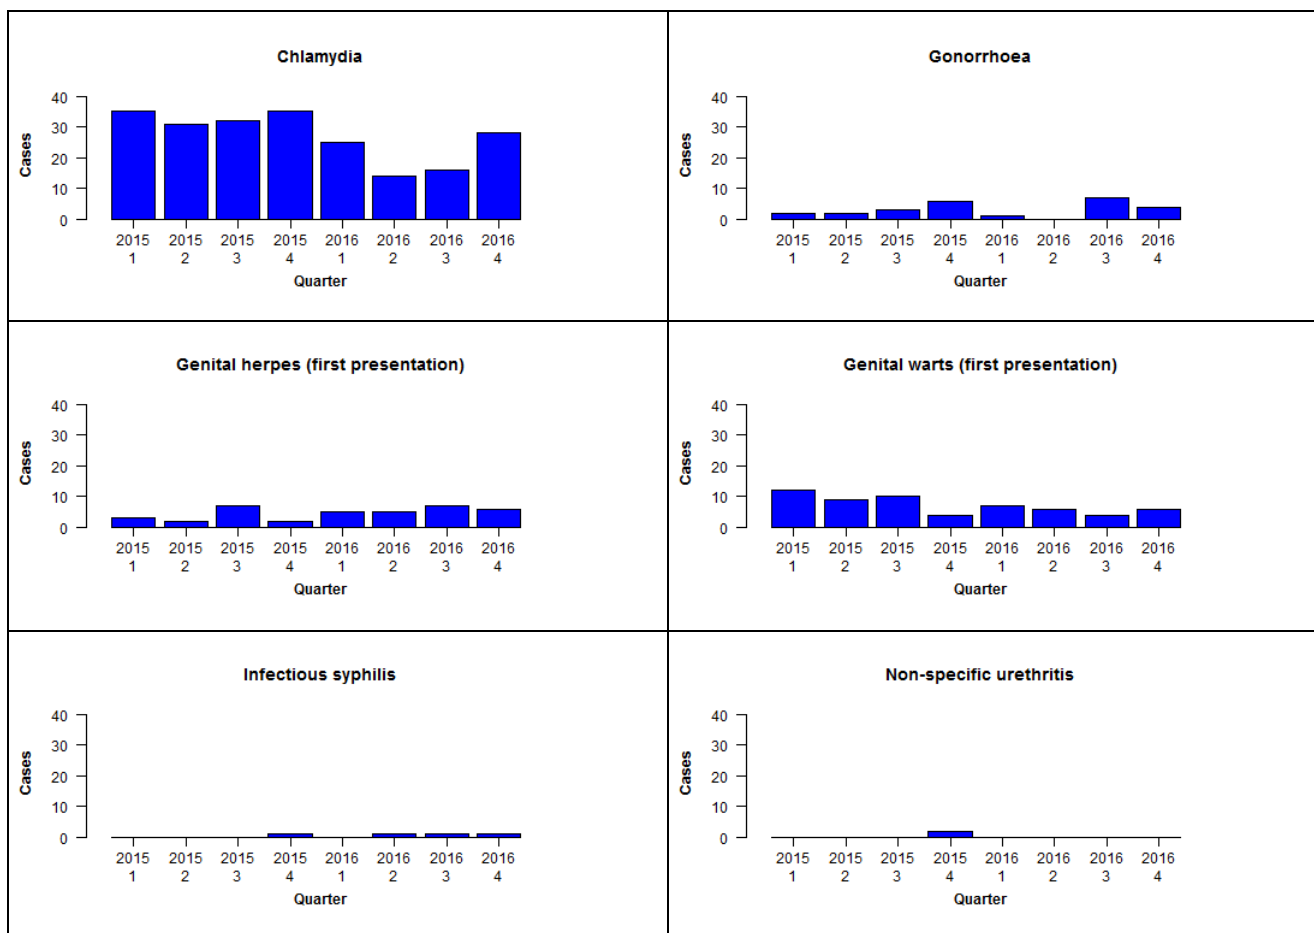 Chlamydia
40
30
20
10
0
Cases
2015 2015 2015 2015 2016 2016 2016 2016
1 2 3 4 1 2 3 4
Quarter
Gonorrhoea
40
30
20
10
0
Cases
2015 2015 2015 2015 2016 2016 2016 2016
1 2 3 4 1 2 3 4
Quarter
Genital herpes (first presentation)
40
30
20
10
0
Cases
2015 2015 2015 2015 2016 2016 2016 2016
1 2 3 4 1 2 3 4
Quarter
Genital warts (first presentation)
40
30
20
10
0
Cases
2015 2015 2015 2015 2016 2016 2016 2016
1 2 3 4 1 2 3 4
Quarter
Infectious syphilis
40
30
20
10
0
Cases
2015 2015 2015 2015 2016 2016 2016 2016
1 2 3 4 1 2 3 4
Quarter
Non-specific urethritis
40
30
20
10
0
Cases
2015 2015 2015 2015 2016 2016 2016 2016
1 2 3 4 1 2 3 4
Quarter